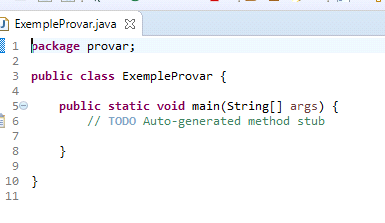 ExempleProvar.java
1 package provar;
2
3 public class ExempleProvar {
4
5 public static void main(String[] args) {
6 // TODO Auto-generated method stub
7
8 }
9
10 }
11